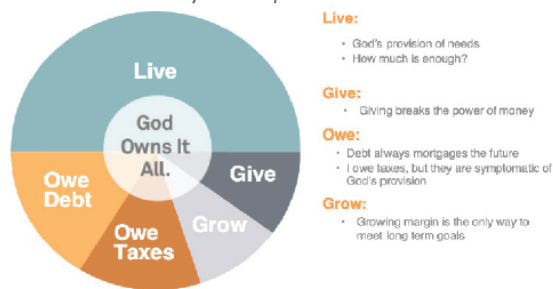 Live
God
Owns It
All.
Owe
Debt
Owe
Taxes
Grow
Give
Live:
• God's provision of needs
• How much is enough?
Give:
• Giving breaks the power of money
Owe:
• Debt always mortgages the future
• I owe taxes, but they are symptomatic of
God's provision
Grow:
• Growing margin is the only way to
meet long term goals